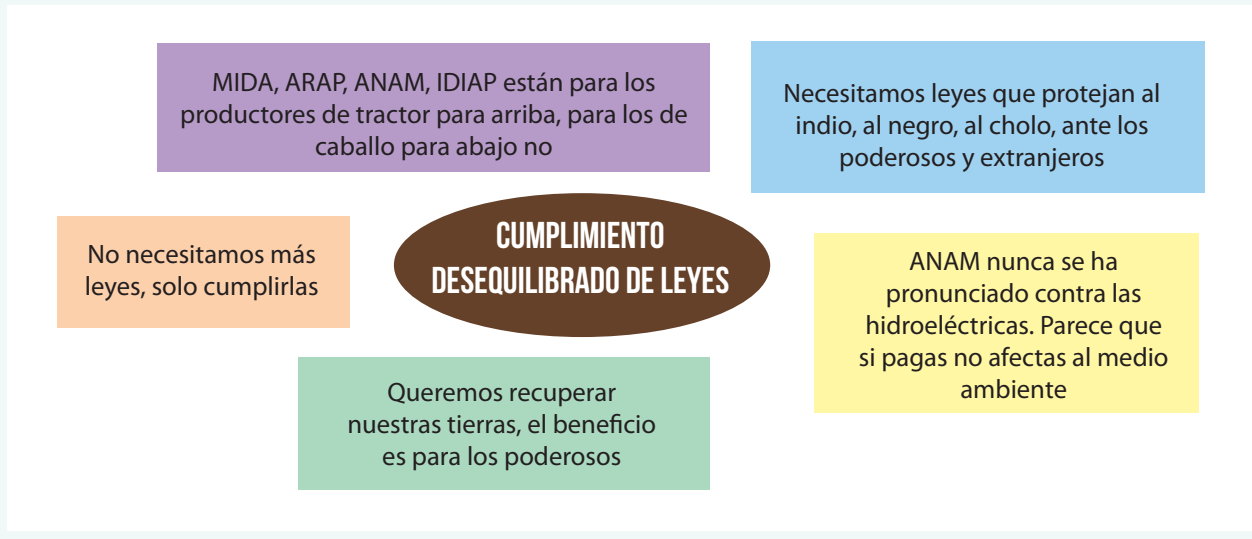 MIDA, ARAP, ANAM, IDIAP están para los
productores de tractor para arriba, para los de
caballo para abajo no
Necesitamos leyes que protejan al
indio, al negro, al cholo, ante los
poderosos y extranjeros
No necesitamos más
leyes, solo cumplirlas
CUMPLIMIENTO
DESEQUILIBRADO DE LEYES
ANAM nunca se ha
pronunciado contra las
hidroeléctricas. Parece que
si pagas no afectas al medio
ambiente
Queremos recuperar
nuestras tierras, el beneficio
es para los poderosos